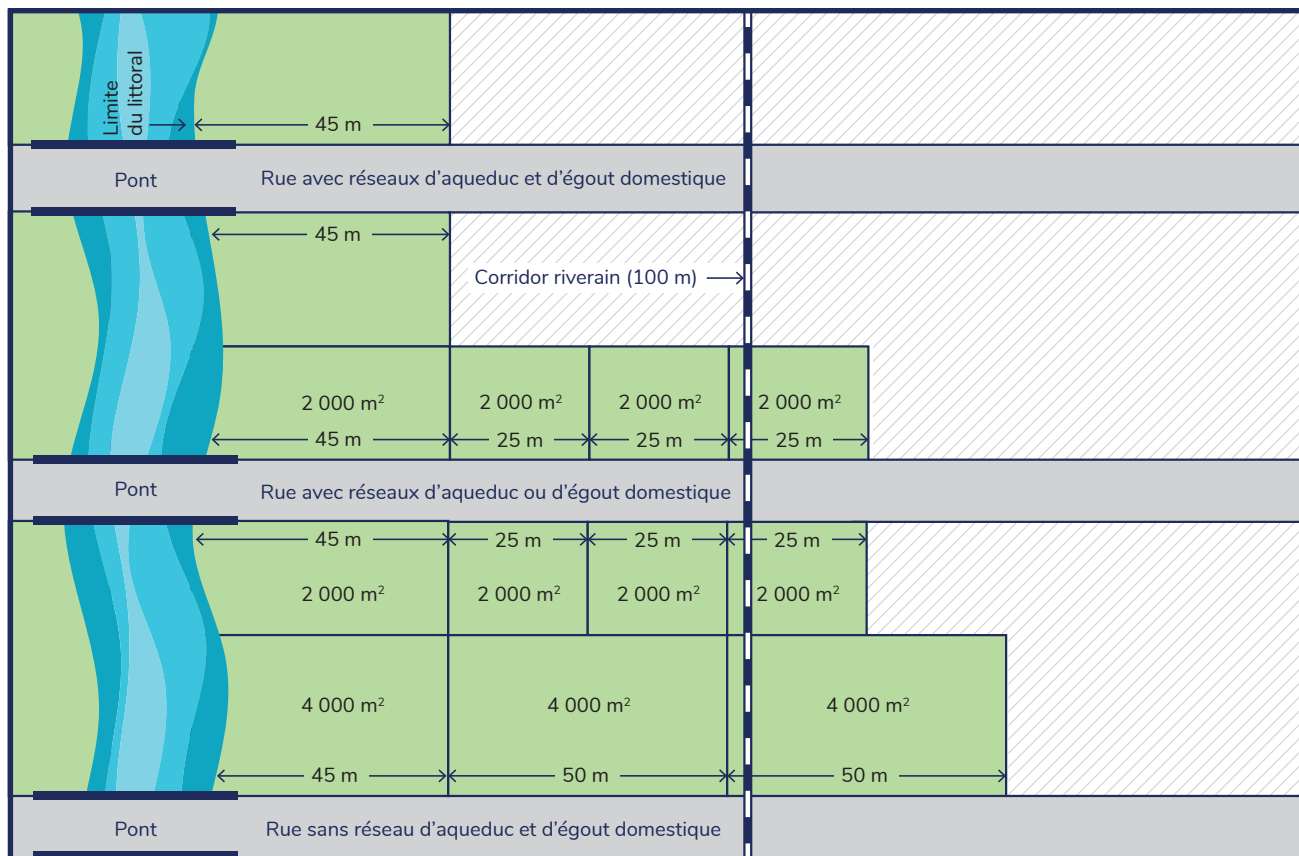 Limite
du littoral
45 m
Pont
Rue avec réseaux d'aqueduc et d'égout domestique
45 m
Corridor riverain (100 m)
2 000 m²
2 000 m²
2 000 m²
2 000 m²
45 m
25 m
25 m
25 m
Pont
Rue avec réseaux d'aqueduc ou d'égout domestique
45 m
25 m
25 m
25 m
2 000 m²
2 000 m²
2 000 m²
2 000 m²
4 000 m²
4 000 m²
4 000 m²
45 m
50 m
50 m
Pont
Rue sans réseau d'aqueduc et d'égout domestique